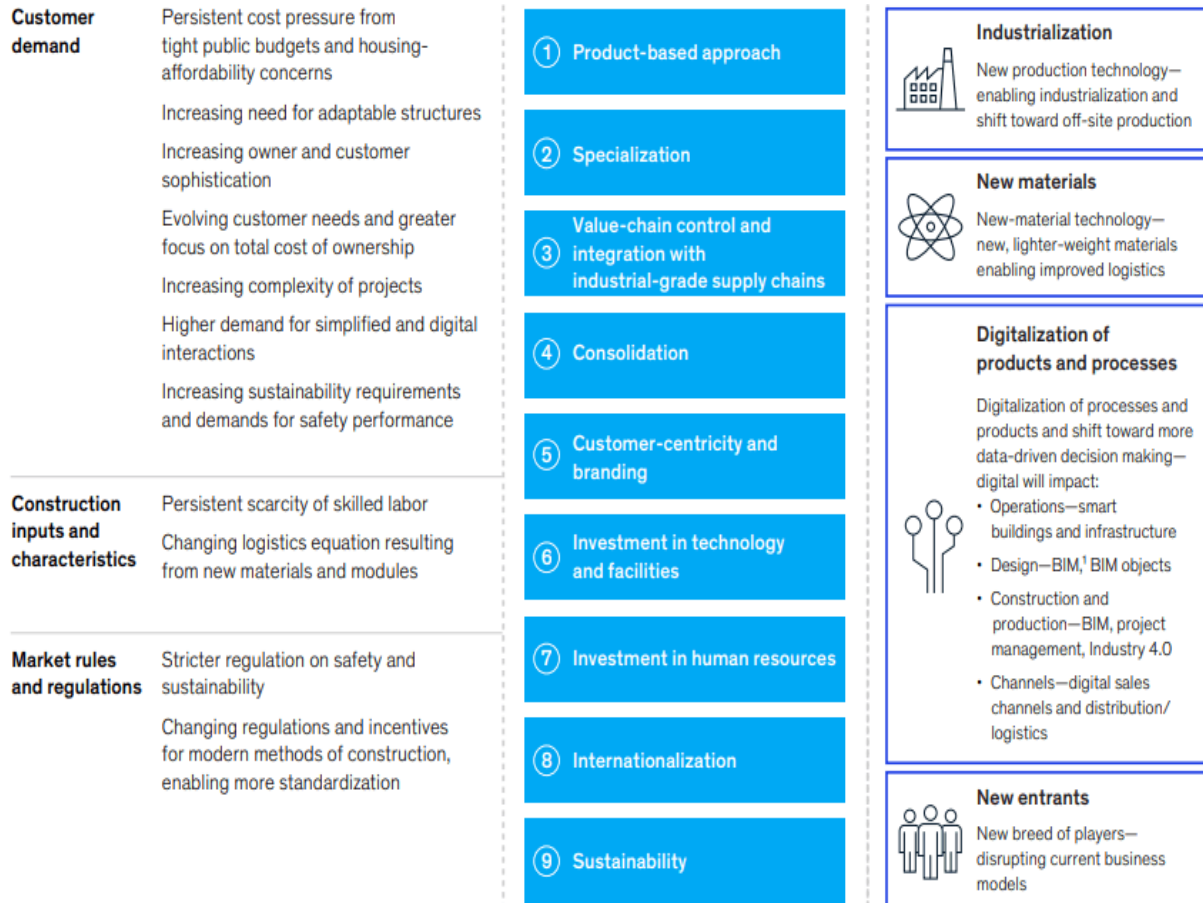 Customer
demand
Persistent cost pressure from
tight public budgets and housing-
affordability concerns
Increasing need for adaptable structures
Increasing owner and customer
sophistication
Evolving customer needs and greater
focus on total cost of ownership
Increasing complexity of projects
Higher demand for simplified and digital
interactions
Increasing sustainability requirements
and demands for safety performance
Construction
inputs and
characteristics
Persistent scarcity of skilled labor
Changing logistics equation resulting
from new materials and modules
Market rules
and regulations
Stricter regulation on safety and
sustainability
Changing regulations and incentives
for modern methods of construction,
enabling more standardization
1 Product-based approach
2 Specialization
3 Value-chain control and
integration with
industrial-grade supply chains
4 Consolidation
5 Customer-centricity and
branding
6 Investment in technology
and facilities
7 Investment in human resources
8 Internationalization
9 Sustainability
Industrialization
New production technology—
enabling industrialization and
shift toward off-site production
New materials
New-material technology—
new, lighter-weight materials
enabling improved logistics
Digitalization of
products and processes
Digitalization of processes and
products and shift toward more
data-driven decision making—
digital will impact:
• Operations—smart
buildings and infrastructure
• Design—BIM,¹ BIM objects
• Construction and
production—BIM, project
management, Industry 4.0
• Channels—digital sales
channels and distribution/
logistics
New entrants
New breed of players—
disrupting current business
models